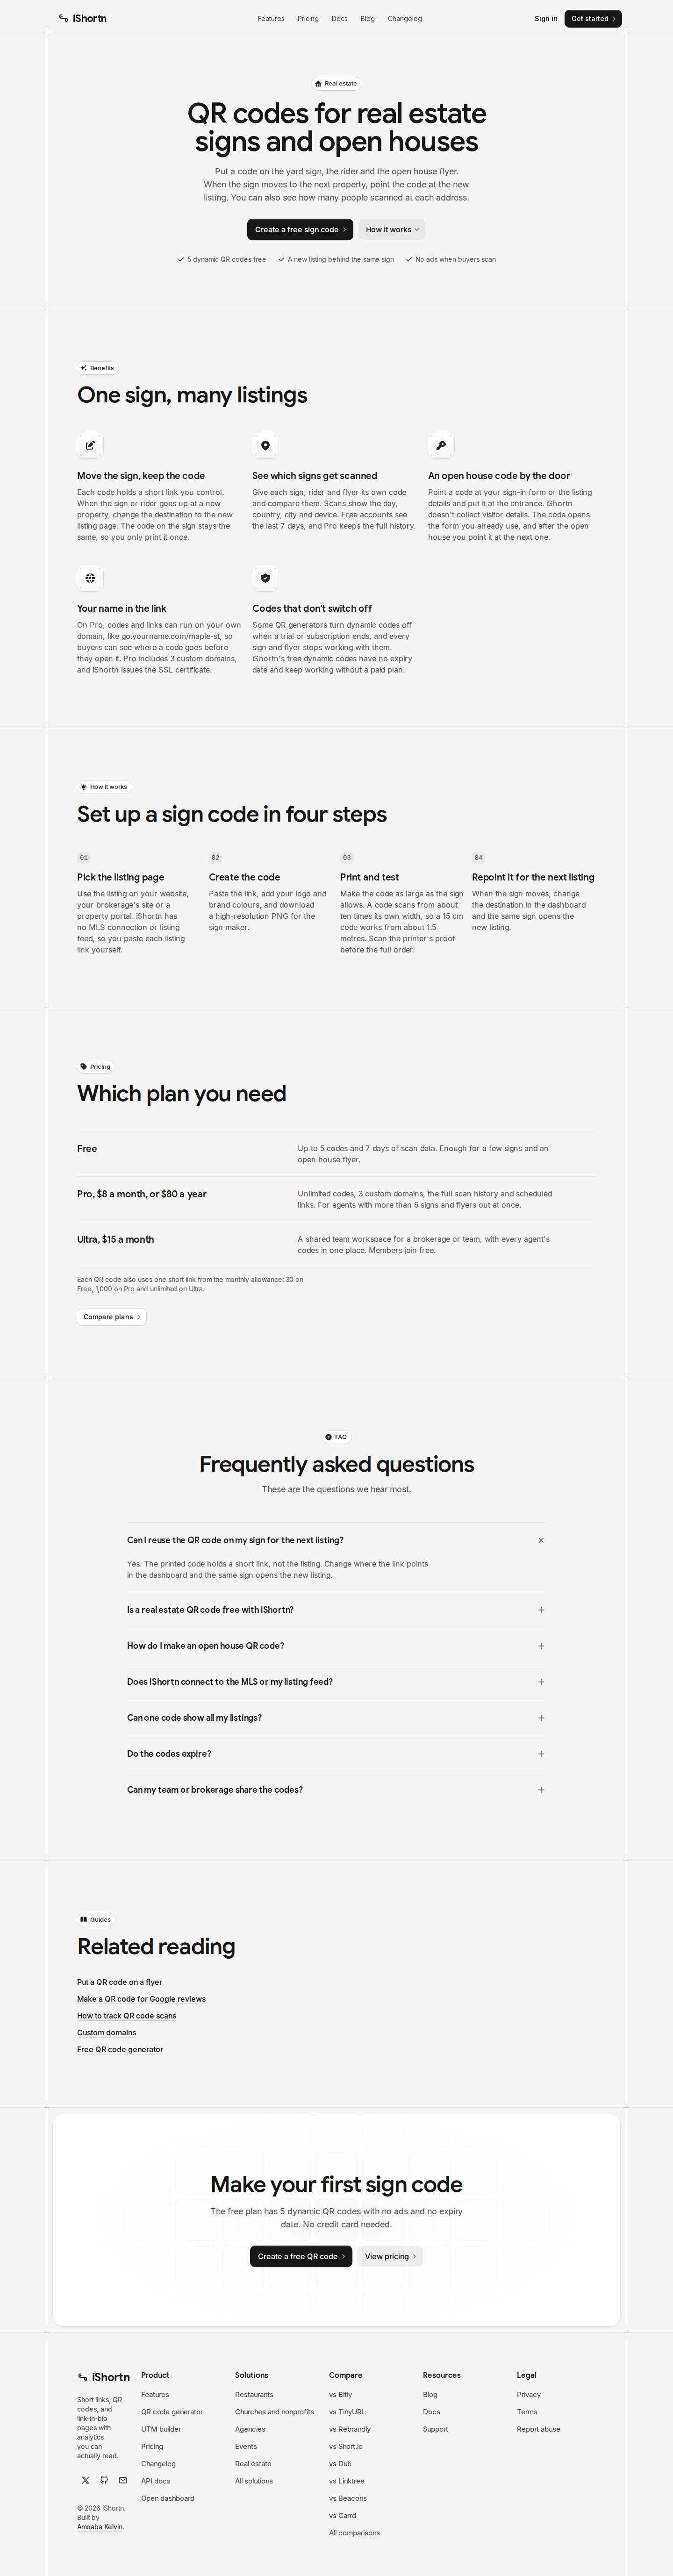 iShortn
Features Pricing Docs Blog Changelog
Sign in Get started
Real estate
QR codes for real estate
signs and open houses
Put a code on the yard sign, the rider and the open house flyer.
When the sign moves to the next property, point the code at the new
listing. You can also see how many people scanned at each address.
Create a free sign code How it works
5 dynamic QR codes free A new listing behind the same sign No ads when buyers scan
Benefits
One sign, many listings
Move the sign, keep the code
Each code holds a short link you control.
When the sign or rider goes up at a new
property, change the destination to the new
listing page. The code on the sign stays the
same, so you only print it once.
See which signs get scanned
Give each sign, rider and flyer its own code
and compare them. Scans show the day,
country, city and device. Free accounts see
the last 7 days, and Pro keeps the full history.
An open house code by the door
Point a code at your sign-in form or the listing
details and put it at the entrance. iShortn
doesn't collect visitor details. The code opens
the form you already use, and after the open
house you point it at the next one.
Your name in the link
On Pro, codes and links can run on your own
domain, like go.yourname.com/maple-st, so
buyers can see where a code goes before
they open it. Pro includes 3 custom domains,
and iShortn issues the SSL certificate.
Codes that don't switch off
Some QR generators turn dynamic codes off
when a trial or subscription ends, and every
sign and flyer stops working with them.
iShortn's free dynamic codes have no expiry
date and keep working without a paid plan.
How it works
Set up a sign code in four steps
01
Pick the listing page
Use the listing on your website,
your brokerage's site or a
property portal. iShortn has
no MLS connection or listing
feed, so you paste each listing
link yourself.
02
Create the code
Paste the link, add your logo and
brand colours, and download
a high-resolution PNG for the
sign maker.
03
Print and test
Make the code as large as the sign
allows. A code scans from about
ten times its own width, so a 15 cm
code works from about 1.5
metres. Scan the printer's proof
before the full order.
04
Repoint it for the next listing
When the sign moves, change
the destination in the dashboard
and the same sign opens the
new listing.
Pricing
Which plan you need
Free
Up to 5 codes and 7 days of scan data. Enough for a few signs and an
open house flyer.
Pro, $8 a month, or $80 a year
Unlimited codes, 3 custom domains, the full scan history and scheduled
links. For agents with more than 5 signs and flyers out at once.
Ultra, $15 a month
A shared team workspace for a brokerage or team, with every agent's
codes in one place. Members join free.
Each QR code also uses one short link from the monthly allowance: 30 on
Free, 1,000 on Pro and unlimited on Ultra.
Compare plans
FAQ
Frequently asked questions
These are the questions we hear most.
Can I reuse the QR code on my sign for the next listing?
Yes. The printed code holds a short link, not the listing. Change where the link points
in the dashboard and the same sign opens the new listing.
Is a real estate QR code free with iShortn?
How do I make an open house QR code?
Does iShortn connect to the MLS or my listing feed?
Can one code show all my listings?
Do the codes expire?
Can my team or brokerage share the codes?
Guides
Related reading
Put a QR code on a flyer
Make a QR code for Google reviews
How to track QR code scans
Custom domains
Free QR code generator
Make your first sign code
The free plan has 5 dynamic QR codes with no ads and no expiry
date. No credit card needed.
Create a free QR code View pricing
iShortn
Short links, QR
codes, and
link-in-bio
pages with
analytics
you can
actually read.
© 2026 iShortn.
Built by
Amoaba Kelvin.
Product
Features
QR code generator
UTM builder
Pricing
Changelog
API docs
Open dashboard
Solutions
Restaurants
Churches and nonprofits
Agencies
Events
Real estate
All solutions
Compare
vs Bitly
vs TinyURL
vs Rebrandly
vs Short.io
vs Dub
vs Linktree
vs Beacons
vs Carrd
All comparisons
Resources
Blog
Docs
Support
Legal
Privacy
Terms
Report abuse